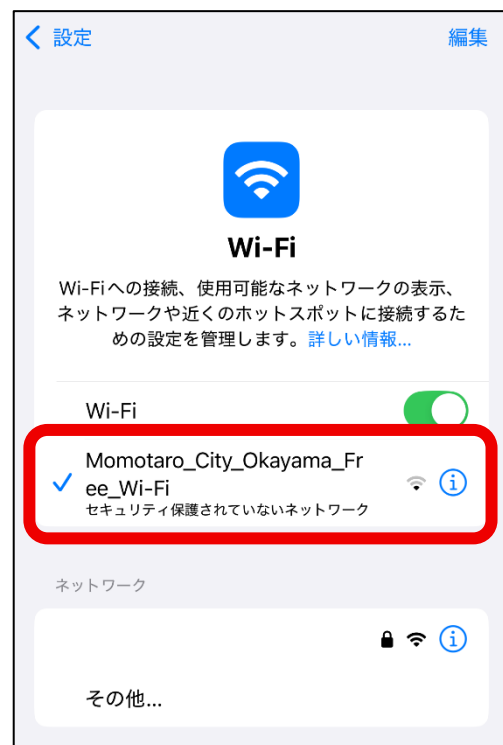 設定
編集
Wi-Fi
Wi-Fiへの接続、使用可能なネットワークの表示、
ネットワークや近くのホットスポットに接続するた
めの設定を管理します。詳しい情報...
Wi-Fi
Momotaro_City_Okayama_Fr
ee_Wi-Fi
セキュリティ保護されていないネットワーク
ネットワーク
その他...